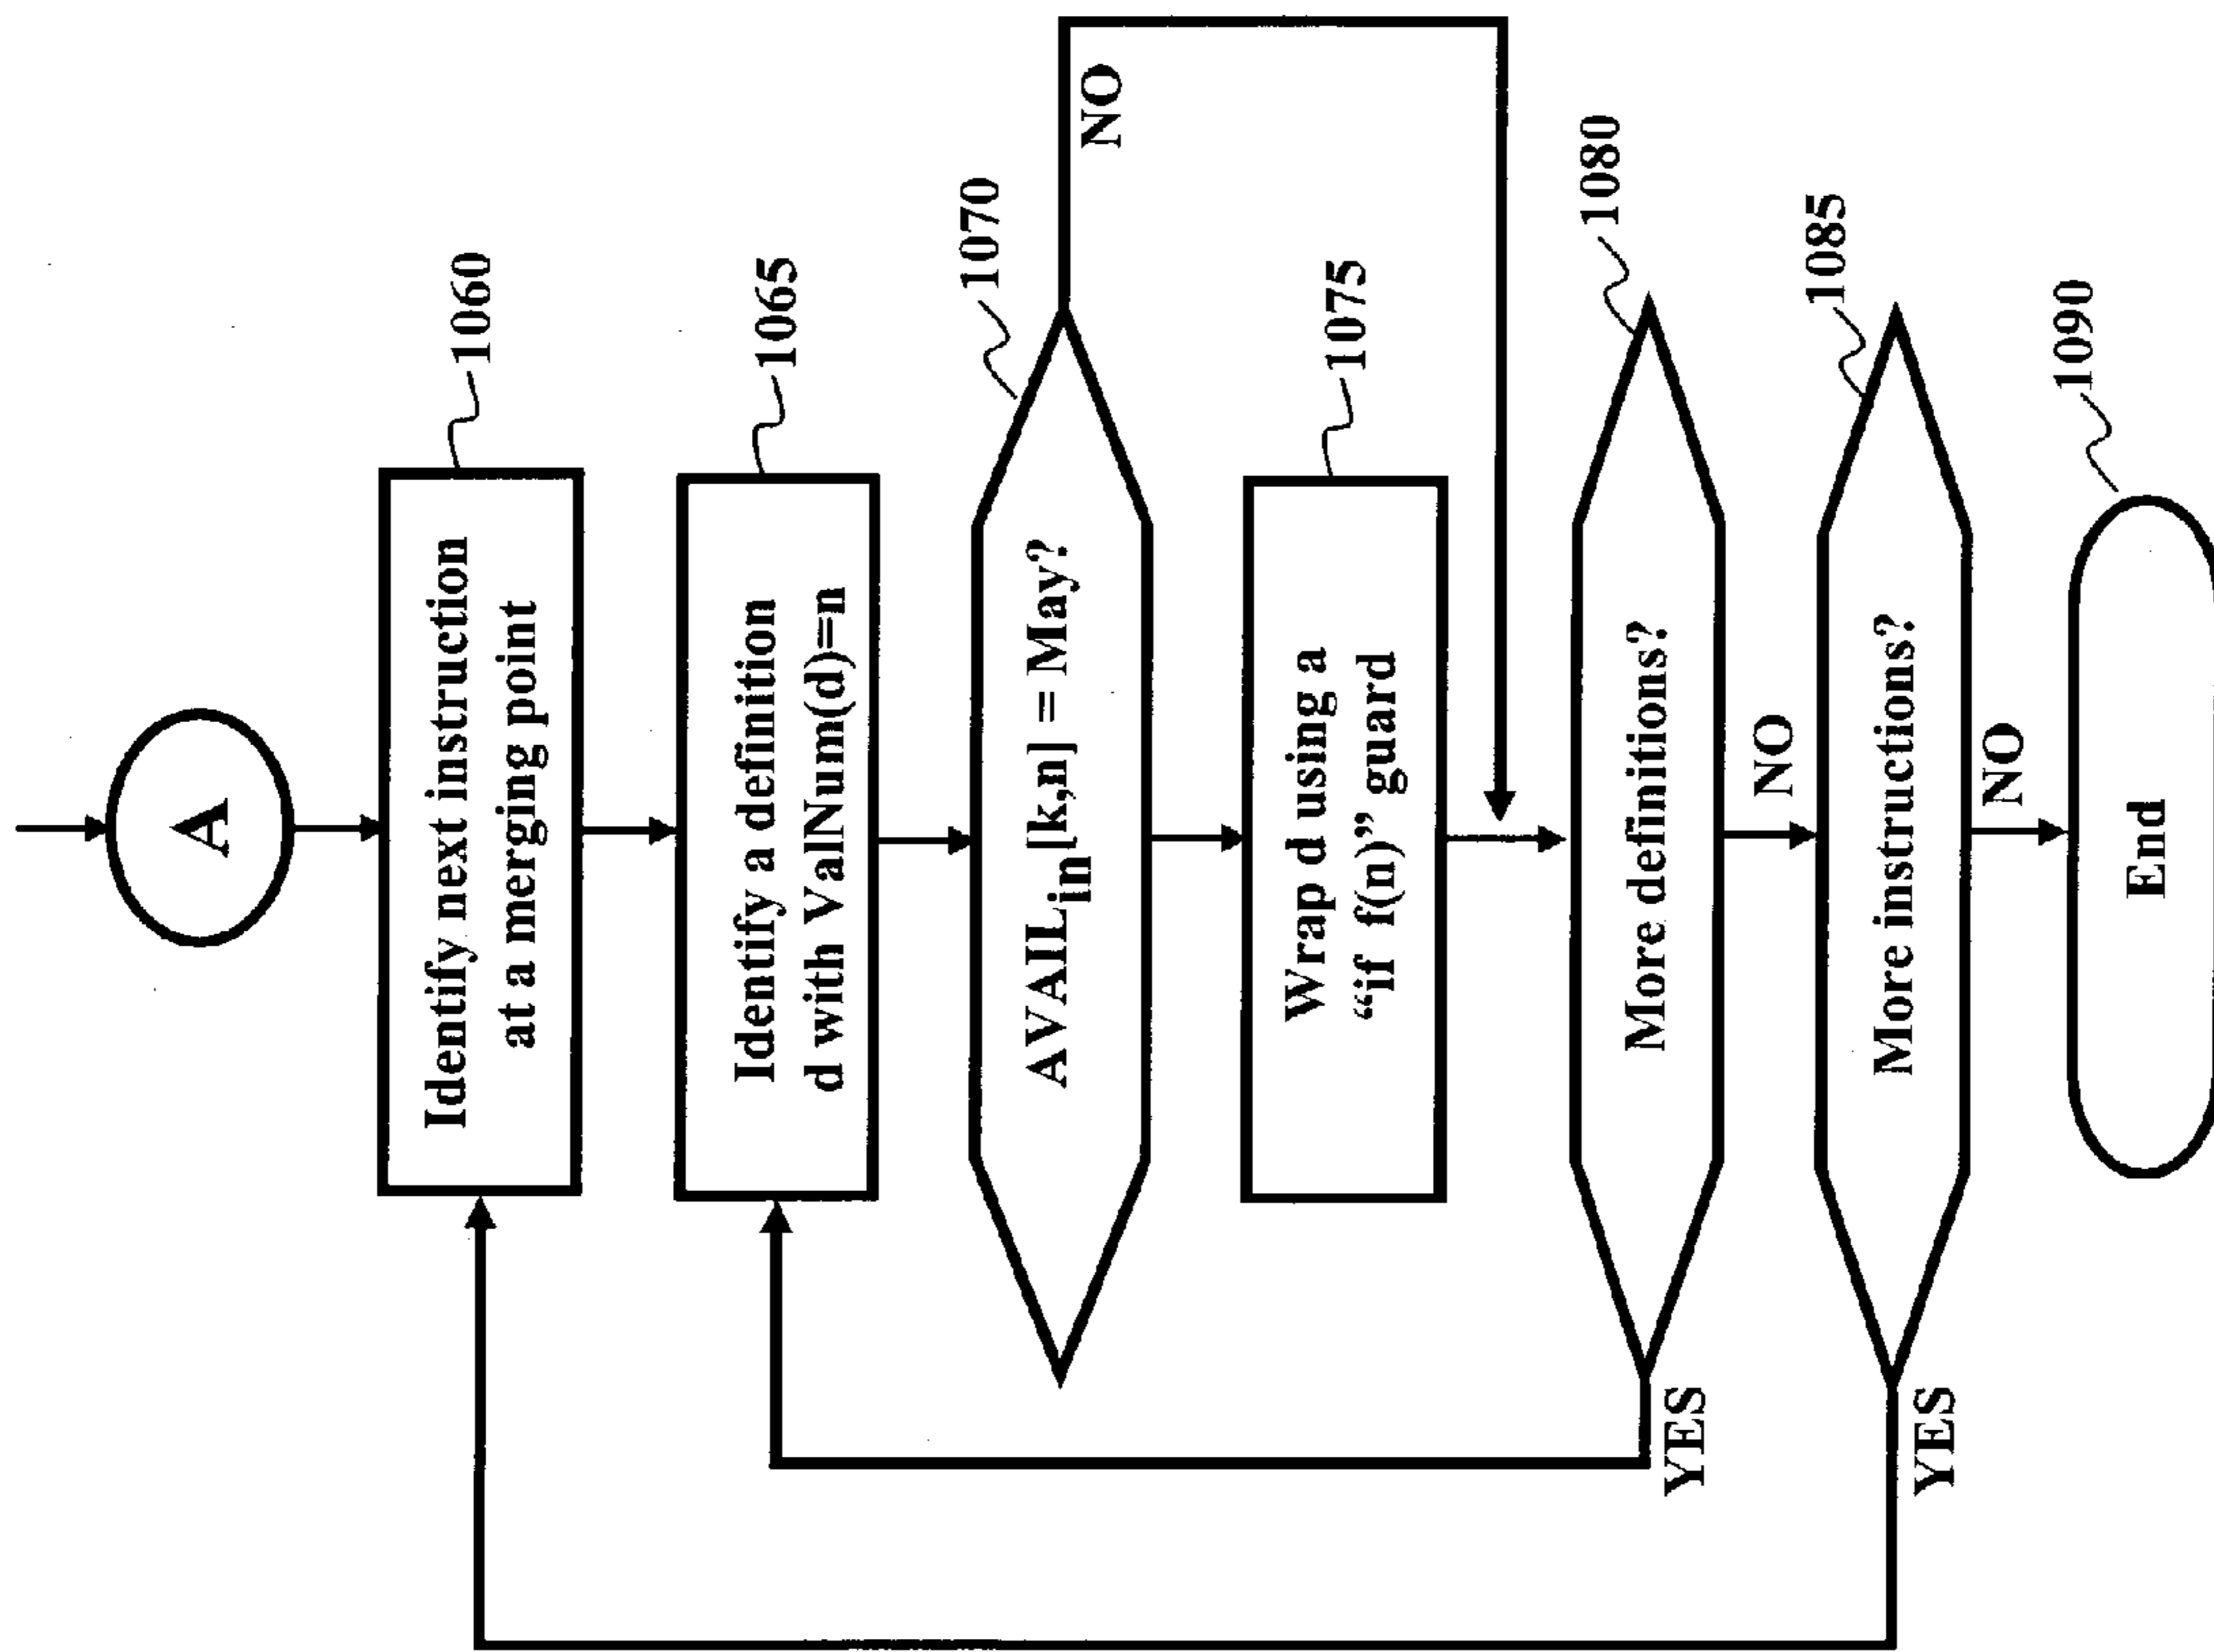 A
1060
Identify next instruction
at a merging point
1065
Identify a definition
d with ValNum(d)=n
1070
AVAILin[k,n] = May?
NO
1075
Wrap d using a
“if f(n)” guard
1080
More definitions?
YES
NO
1085
More instructions?
YES
NO
1090
End